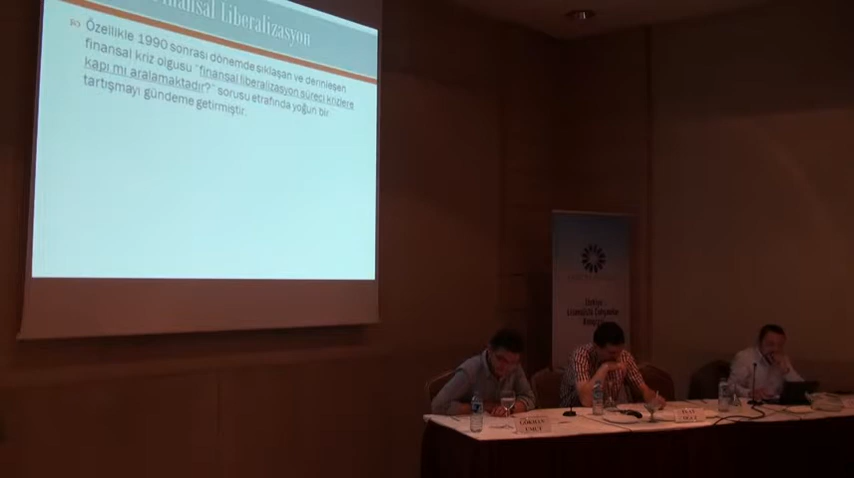 Finansal Liberalizasyon
Özellikle 1990 sonrası dönemde sıklaşan ve derinleşen
finansal kriz olgusu "finansal liberalizasyon süreci krizlere
kapı mı aralamaktadır?" sorusu etrafında yoğun bir
tartışmayı gündeme getirmiştir.
Türkiye